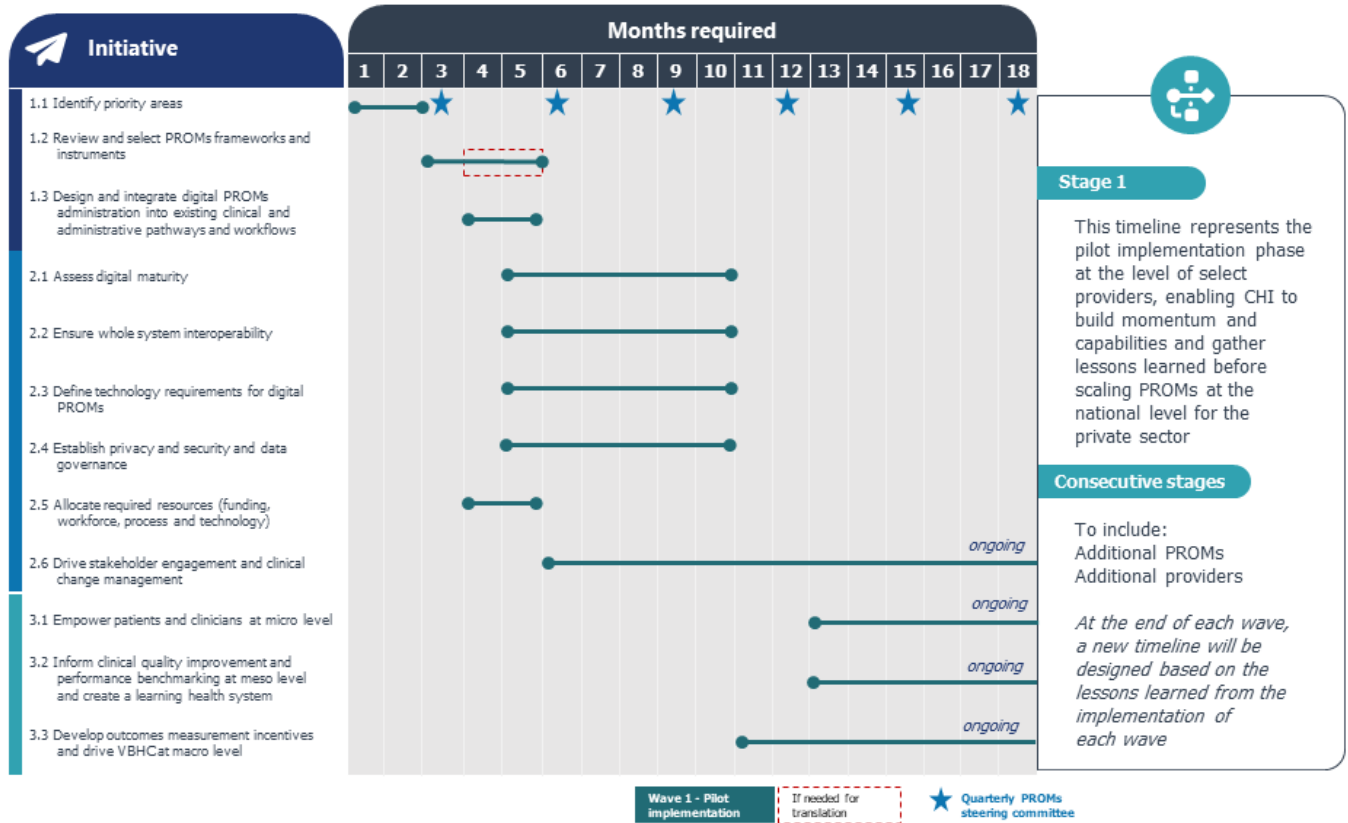 Initiative
Months required
1 2 3 4 5 6 7 8 9 10 11 12 13 14 15 16 17 18
1.1 Identify priority areas
1.2 Review and select PROMs frameworks and
instruments
1.3 Design and integrate digital PROMs
administration into existing clinical and
administrative pathways and workflows
2.1 Assess digital maturity
2.2 Ensure whole system interoperability
2.3 Define technology requirements for digital
PROMs
2.4 Establish privacy and security and data
governance
2.5 Allocate required resources (funding,
workforce, process and technology)
2.6 Drive stakeholder engagement and clinical
change management
ongoing
3.1 Empower patients and clinicians at micro level
ongoing
3.2 Inform clinical quality improvement and
performance benchmarking at meso level
and create a learning health system
ongoing
3.3 Develop outcomes measurement incentives
and drive VBHCat macro level
ongoing
Stage 1
This timeline represents the
pilot implementation phase
at the level of select
providers, enabling CHI to
build momentum and
capabilities and gather
lessons learned before
scaling PROMs at the
national level for the
private sector
Consecutive stages
To include:
Additional PROMs
Additional providers
At the end of each wave,
a new timeline will be
designed based on the
lessons learned from the
implementation of
each wave
Wave 1 - Pilot
implementation
If needed for
translation
Quarterly PROMs
steering committee